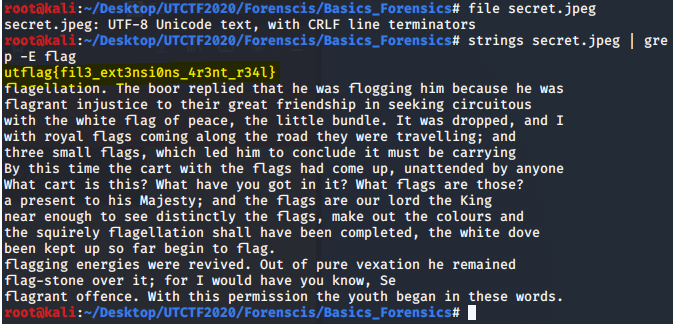 root@kali:~/Desktop/UTCTF2020/Forenscis/Basics_Forensics# file secret.jpeg
secret.jpeg: UTF-8 Unicode text, with CRLF line terminators
root@kali:~/Desktop/UTCTF2020/Forenscis/Basics_Forensics# strings secret.jpeg | gre
p -E flag
utflag{fil3_ext3nsi0ns_4r3nt_r34l}
flagellation. The boor replied that he was flogging him because he was
flagrant injustice to their great friendship in seeking circuitous
with the white flag of peace, the little bundle. It was dropped, and I
with royal flags coming along the road they were travelling; and
three small flags, which led him to conclude it must be carrying
By this time the cart with the flags had come up, unattended by anyone
What cart is this? What have you got in it? What flags are those?
a present to his Majesty; and the flags are our lord the King
near enough to see distinctly the flags, make out the colours and
the squirely flagellation shall have been completed, the white dove
been kept up so far begin to flag.
flagging energies were revived. Out of pure vexation he remained
flag-stone over it; for I would have you know, Se
flagrant offence. With this permission the youth began in these words.
root@kali:~/Desktop/UTCTF2020/Forenscis/Basics_Forensics#